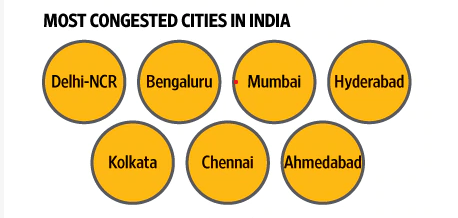 MOST CONGESTED CITIES IN INDIA
Delhi-NCR
Bengaluru
Mumbai
Hyderabad
Kolkata
Chennai
Ahmedabad